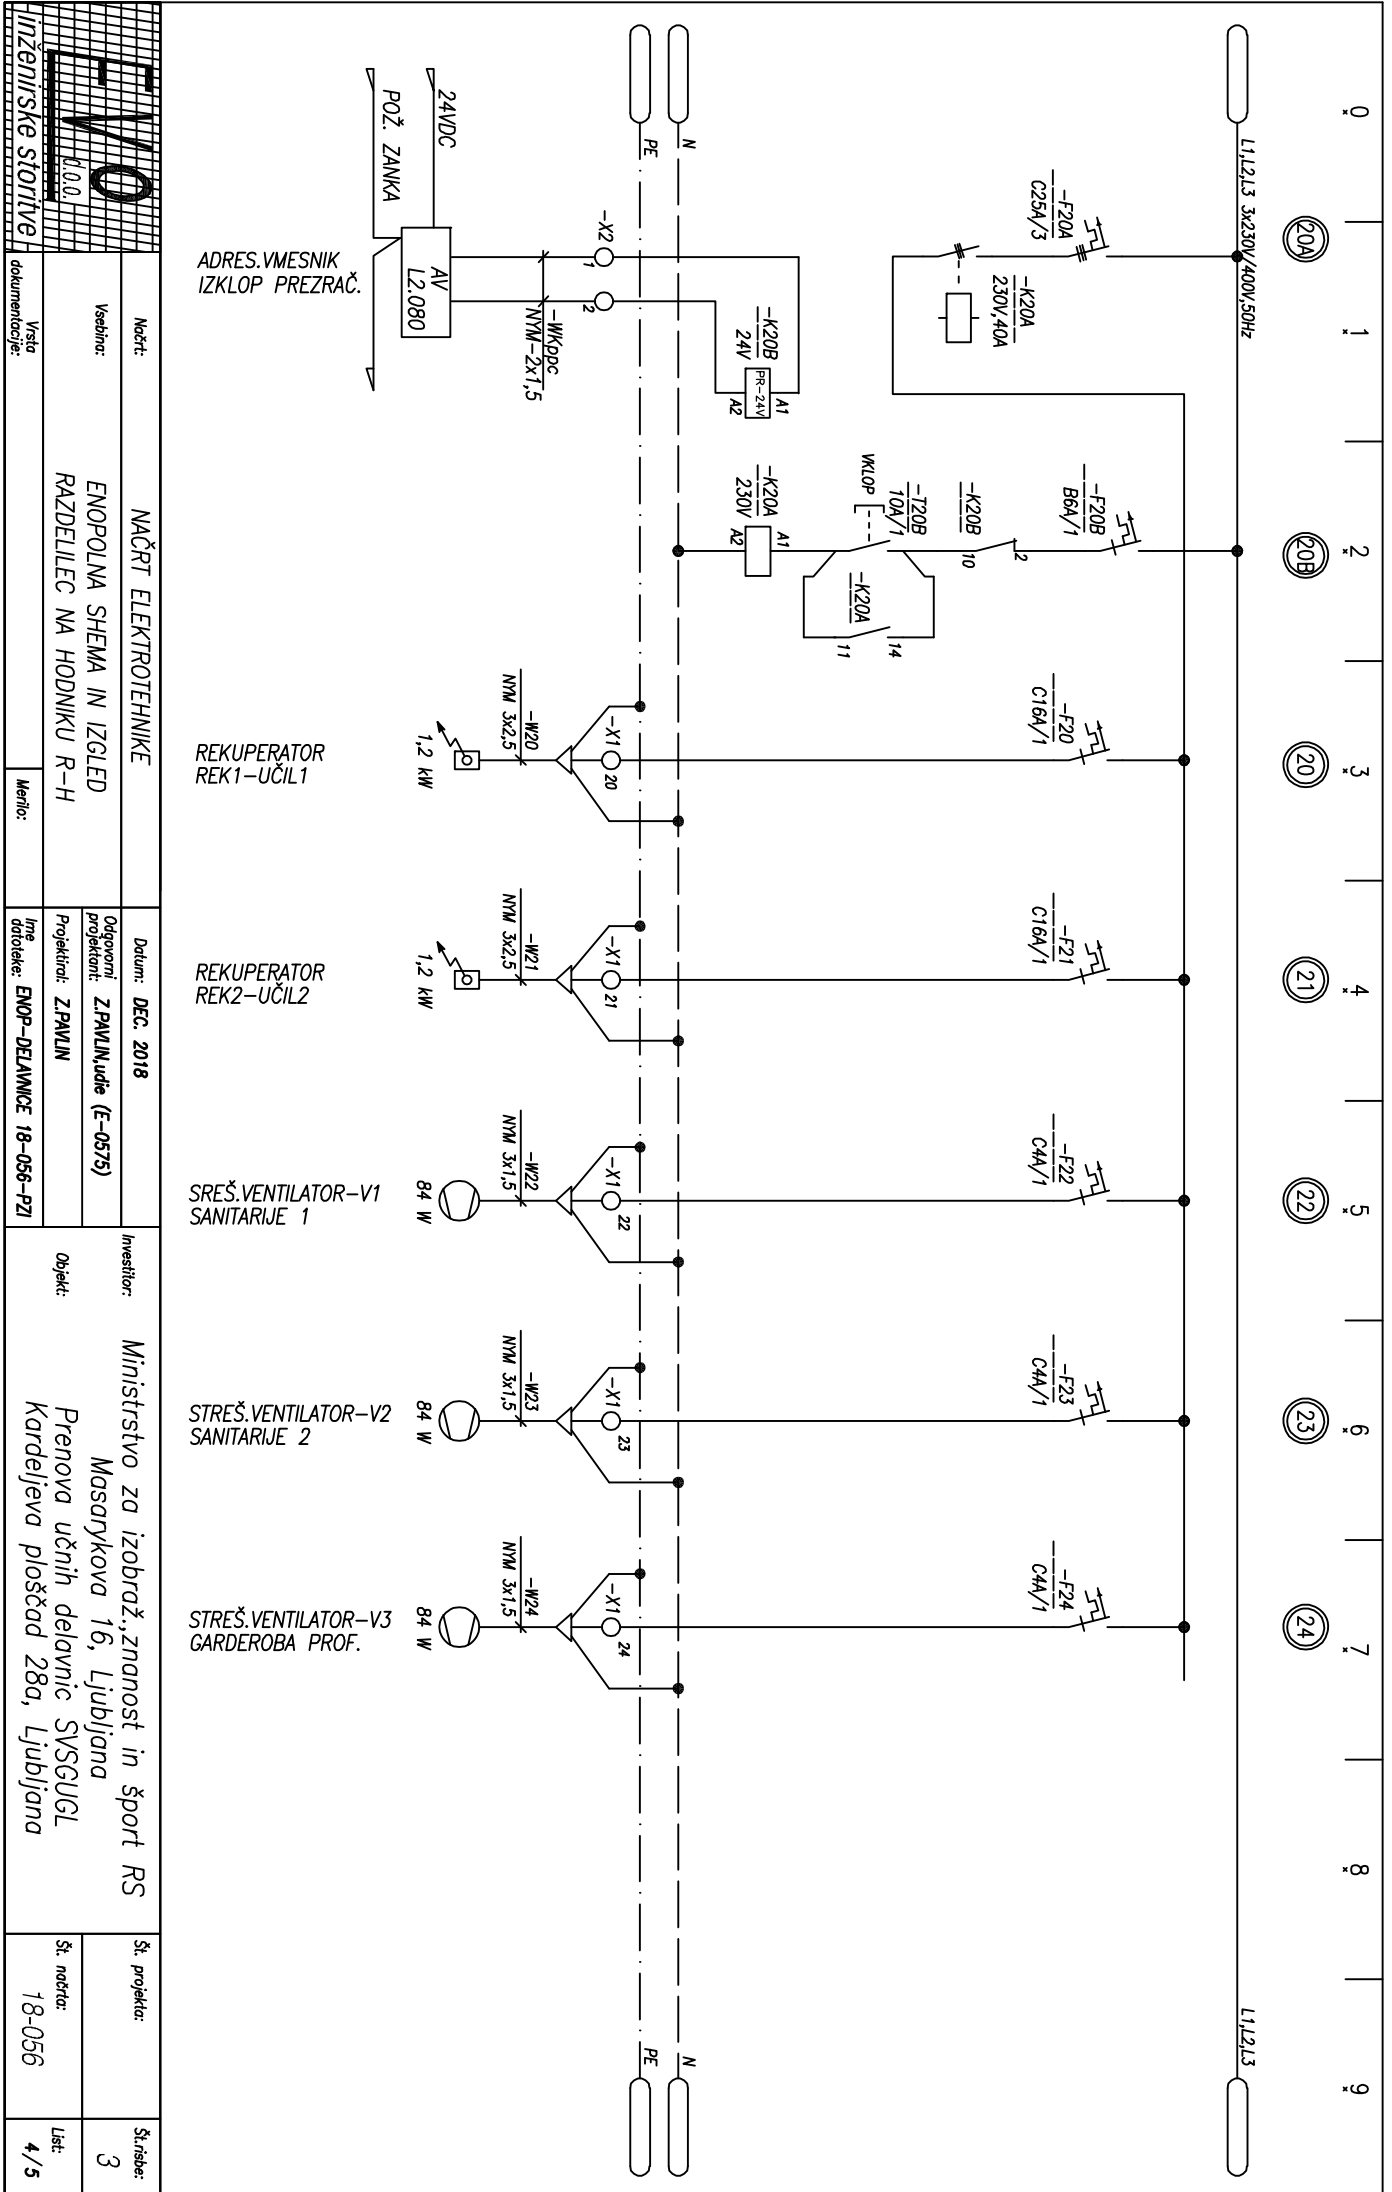 0
1
2
3
4
5
6
7
8
9
20A
20B
20
21
22
23
24
L1,L2,L3 3x230V/400V,50Hz
L1,L2,L3
-F20A
C25A/3
-K20A
230V,40A
-F20B
B6A/1
-K20B
2
10
-T20B
10A/1
VKLOP
-K20A
14
11
-K20A
230V
A1
A2
-K20B
24V
PR-24V
A1
A2
-F20
C16A/1
-F21
C16A/1
-F22
C4A/1
-F23
C4A/1
-F24
C4A/1
N
N
PE
PE
-X2
1
2
-WKppc
NYM-2x1,5
24VDC
POŽ. ZANKA
AV
L2.080
ADRES.VMESNIK
IZKLOP PREZRAČ.
-X1
20
-W20
NYM 3x2,5
1,2 kW
REKUPERATOR
REK1-UČIL1
-X1
21
-W21
NYM 3x2,5
1,2 kW
REKUPERATOR
REK2-UČIL2
-X1
22
-W22
NYM 3x1,5
84 W
SREŠ.VENTILATOR-V1
SANITARIJE 1
-X1
23
-W23
NYM 3x1,5
84 W
STREŠ.VENTILATOR-V2
SANITARIJE 2
-X1
24
-W24
NYM 3x1,5
84 W
STREŠ.VENTILATOR-V3
GARDEROBA PROF.
d.o.o.
inženirske storitve
Načrt:
NAČRT ELEKTROTEHNIKE
Vsebina:
ENOPOLNA SHEMA IN IZGLED
RAZDELILEC NA HODNIKU R-H
Vrsta
dokumentacije:
Merilo:
Datum: DEC. 2018
Odgovorni
projektant: Z.PAVLIN,udie (E-0575)
Projektiral: Z.PAVLIN
Ime
datoteke: ENOP-DELAVNICE 18-056-PZI
Investitor: Ministrstvo za izobraž.,znanost in šport RS
Masarykova 16, Ljubljana
Objekt: Prenova učnih delavnic SVSGUGL
Kardeljeva ploščad 28a, Ljubljana
Št. projekta:
Št. načrta:
18-056
Št.risbe:
3
List:
4/5